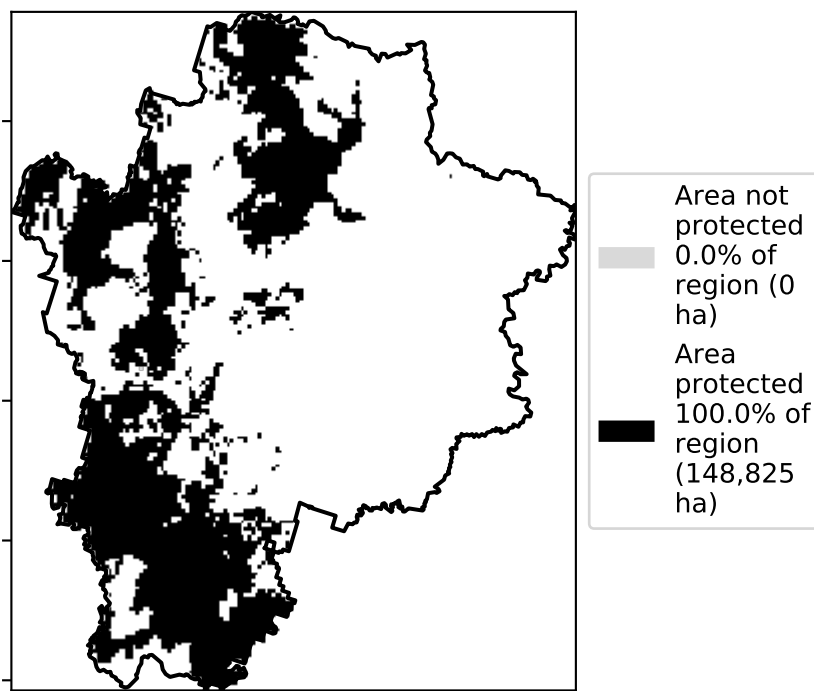 Area not
protected
0.0% of
region (0
ha)
Area
protected
100.0% of
region
(148,825
ha)